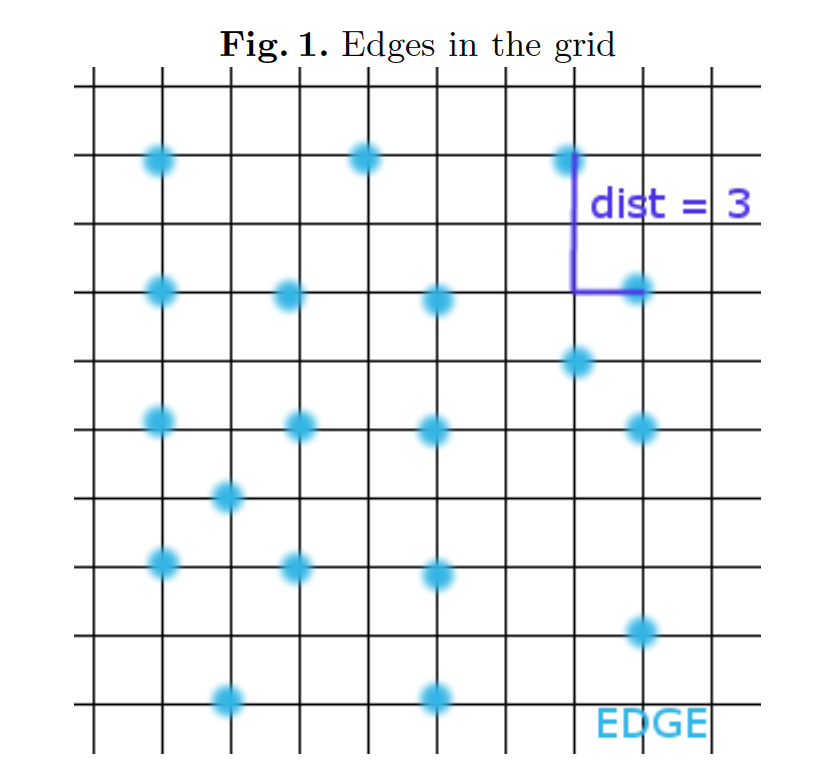 Fig. 1. Edges in the grid
dist = 3
EDGE